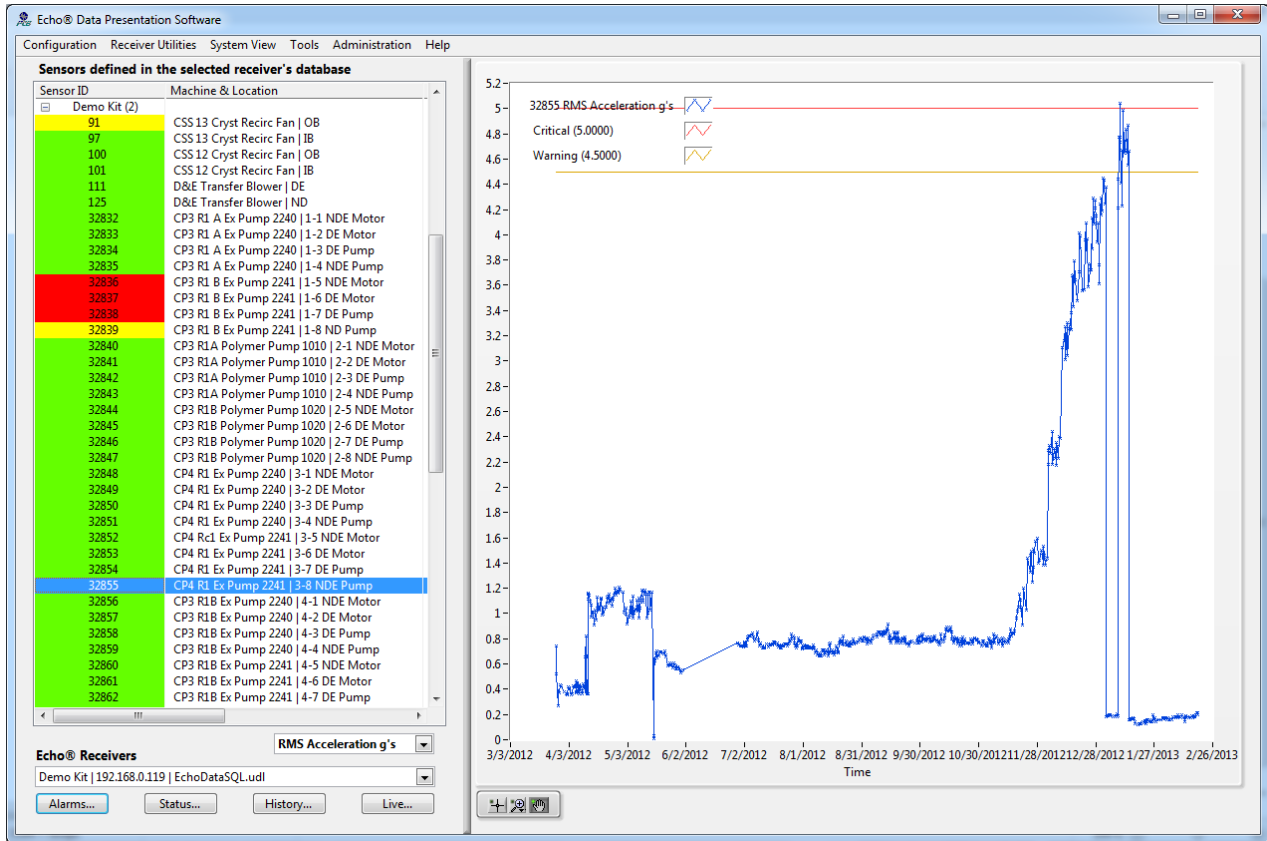 Echo® Data Presentation Software
Configuration Receiver Utilities System View Tools Administration Help
Sensors defined in the selected receiver's database
Sensor ID Machine & Location
Demo Kit (2)
91 CSS 13 Cryst Recirc Fan | OB
97 CSS 13 Cryst Recirc Fan | IB
100 CSS 12 Cryst Recirc Fan | OB
101 CSS 12 Cryst Recirc Fan | IB
111 D&E Transfer Blower | DE
125 D&E Transfer Blower | ND
32832 CP3 R1 A Ex Pump 2240 | 1-1 NDE Motor
32833 CP3 R1 A Ex Pump 2240 | 1-2 DE Motor
32834 CP3 R1 A Ex Pump 2240 | 1-3 DE Pump
32835 CP3 R1 A Ex Pump 2240 | 1-4 NDE Pump
32836 CP3 R1 B Ex Pump 2241 | 1-5 NDE Motor
32837 CP3 R1 B Ex Pump 2241 | 1-6 DE Motor
32838 CP3 R1 B Ex Pump 2241 | 1-7 DE Pump
32839 CP3 R1 B Ex Pump 2241 | 1-8 ND Pump
32840 CP3 R1A Polymer Pump 1010 | 2-1 NDE Motor
32841 CP3 R1A Polymer Pump 1010 | 2-2 DE Motor
32842 CP3 R1A Polymer Pump 1010 | 2-3 DE Pump
32843 CP3 R1A Polymer Pump 1010 | 2-4 NDE Pump
32844 CP3 R1B Polymer Pump 1020 | 2-5 NDE Motor
32845 CP3 R1B Polymer Pump 1020 | 2-6 DE Motor
32846 CP3 R1B Polymer Pump 1020 | 2-7 DE Pump
32847 CP3 R1B Polymer Pump 1020 | 2-8 NDE Pump
32848 CP4 R1 Ex Pump 2240 | 3-1 NDE Motor
32849 CP4 R1 Ex Pump 2240 | 3-2 DE Motor
32850 CP4 R1 Ex Pump 2240 | 3-3 DE Pump
32851 CP4 R1 Ex Pump 2240 | 3-4 NDE Pump
32852 CP4 Rc1 Ex Pump 2241 | 3-5 NDE Motor
32853 CP4 R1 Ex Pump 2241 | 3-6 DE Motor
32854 CP4 R1 Ex Pump 2241 | 3-7 DE Pump
32855 CP4 R1 Ex Pump 2241 | 3-8 NDE Pump
32856 CP3 R1B Ex Pump 2240 | 4-1 NDE Motor
32857 CP3 R1B Ex Pump 2240 | 4-2 DE Motor
32858 CP3 R1B Ex Pump 2240 | 4-3 DE Pump
32859 CP3 R1B Ex Pump 2240 | 4-4 NDE Pump
32860 CP3 R1B Ex Pump 2241 | 4-5 NDE Motor
32861 CP3 R1B Ex Pump 2241 | 4-6 DE Motor
32862 CP3 R1B Ex Pump 2241 | 4-7 DE Pump
RMS Acceleration g's
Echo® Receivers
Demo Kit | 192.168.0.119 | EchoDataSQL.udl
Alarms... Status... History... Live...
32855 RMS Acceleration g's
Critical (5.0000)
Warning (4.5000)
5.2
5
4.8
4.6
4.4
4.2
4
3.8
3.6
3.4
3.2
3
2.8
2.6
2.4
2.2
2
1.8
1.6
1.4
1.2
1
0.8
0.6
0.4
0.2
0
3/3/2012 4/3/2012 5/3/2012 6/2/2012 7/2/2012 8/1/2012 8/31/2012 9/30/2012 10/30/2012 11/28/2012 12/28/2012 1/27/2013 2/26/2013
Time